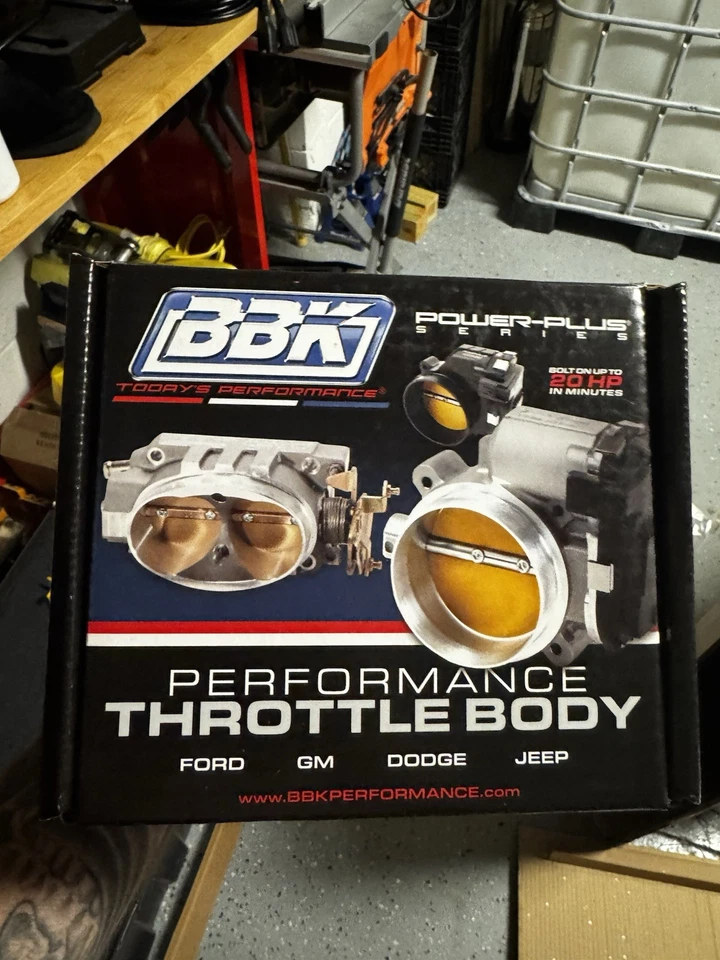 BBK
TODAY'S PERFORMANCE®
POWER-PLUS®
SERIES
BOLT ON UP TO
20 HP
IN MINUTES
PERFORMANCE
THROTTLE BODY
FORD GM DODGE JEEP
www.BBKPERFORMANCE.com